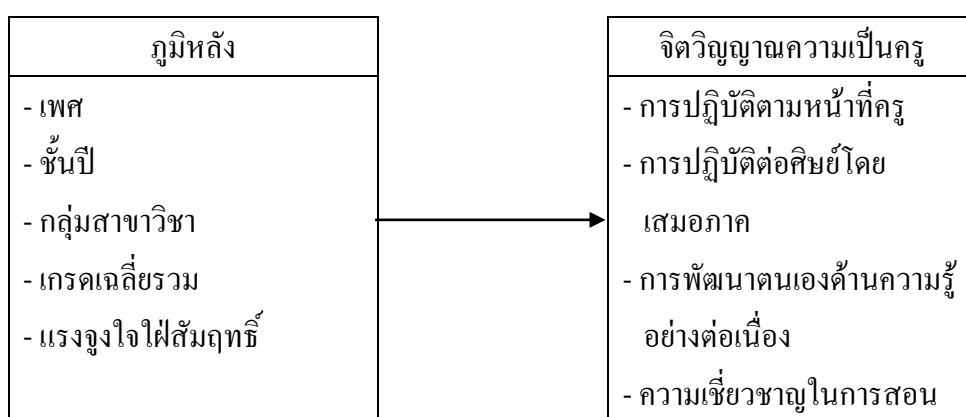 ภูมิหลัง
- เพศ
- ชั้นปี
- กลุ่มสาขาวิชา
- เกรดเฉลี่ยรวม
- แรงจูงใจใฝ่สัมฤทธิ์
จิตวิญญาณความเป็นครู
- การปฏิบัติตามหน้าที่ครู
- การปฏิบัติต่อศิษย์โดย
เสมอภาค
- การพัฒนาตนเองด้านความรู้
อย่างต่อเนื่อง
- ความเชี่ยวชาญในการสอน